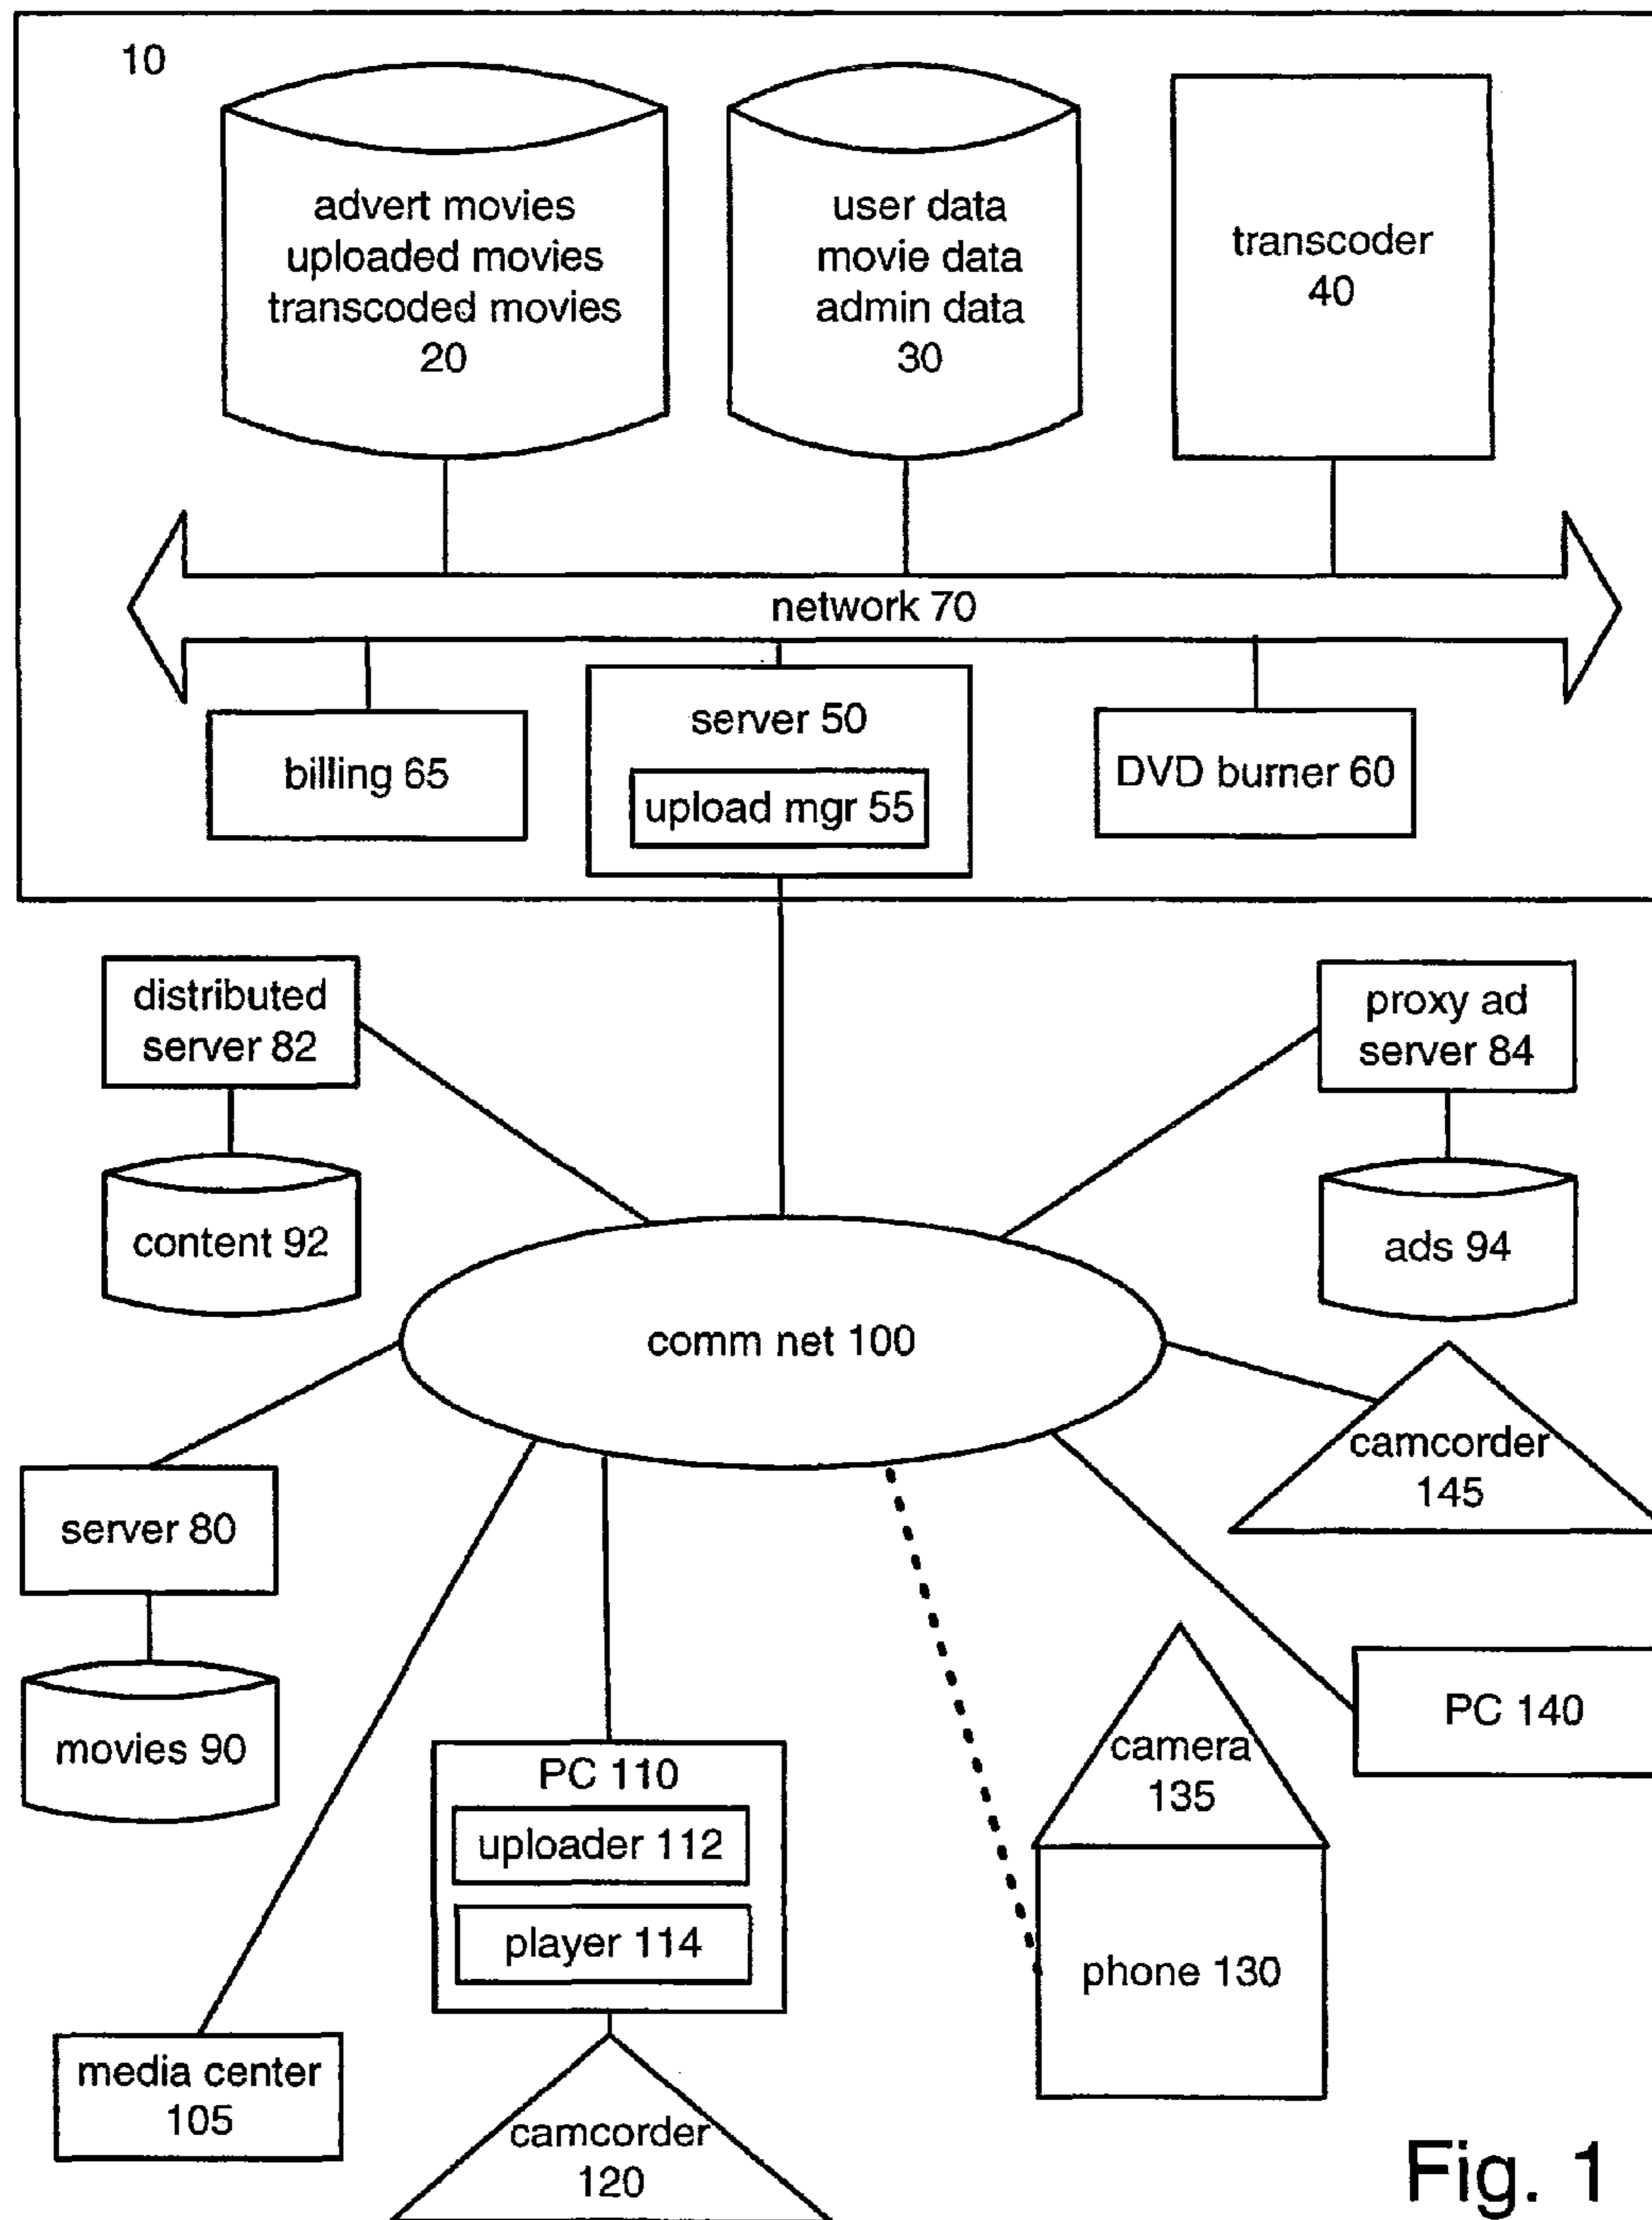 10
advert movies
uploaded movies
transcoded movies
20
user data
movie data
admin data
30
transcoder
40
network 70
billing 65
server 50
upload mgr 55
DVD burner 60
distributed
server 82
content 92
proxy ad
server 84
ads 94
comm net 100
camcorder
145
server 80
movies 90
PC 110
uploader 112
player 114
camera
135
phone 130
PC 140
media center
105
camcorder
120
Fig. 1